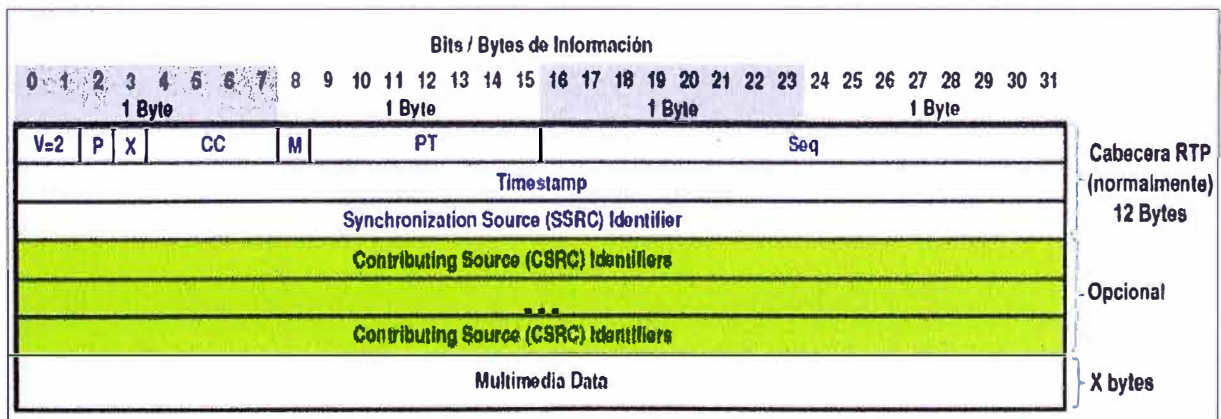 Bits / Bytes de Información
0 1 2 3 4 5 6 7 8 9 10 11 12 13 14 15 16 17 18 19 20 21 22 23 24 25 26 27 28 29 30 31
1 Byte 1 Byte 1 Byte 1 Byte
V=2 P X CC M PT Seq
Timestamp
Synchronization Source (SSRC) Identifier
Cabecera RTP
(normalmente)
12 Bytes
Contributing Source (CSRC) Identifiers
...
Contributing Source (CSRC) Identifiers
Opcional
Multimedia Data
X bytes